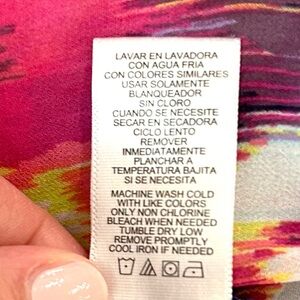 LAVAR EN LAVADORA
CON AGUA FRIA
CON COLORES SIMILARES
USAR SOLAMENTE
BLANQUEADOR
SIN CLORO
CUANDO SE NECESITE
SECAR EN SECADORA
CICLO LENTO
REMOVER
INMEDIATAMENTE
PLANCHAR A
TEMPERATURA BAJITA
SI SE NECESITA
MACHINE WASH COLD
WITH LIKE COLORS
ONLY NON CHLORINE
BLEACH WHEN NEEDED
TUMBLE DRY LOW
REMOVE PROMPTLY
COOL IRON IF NEEDED